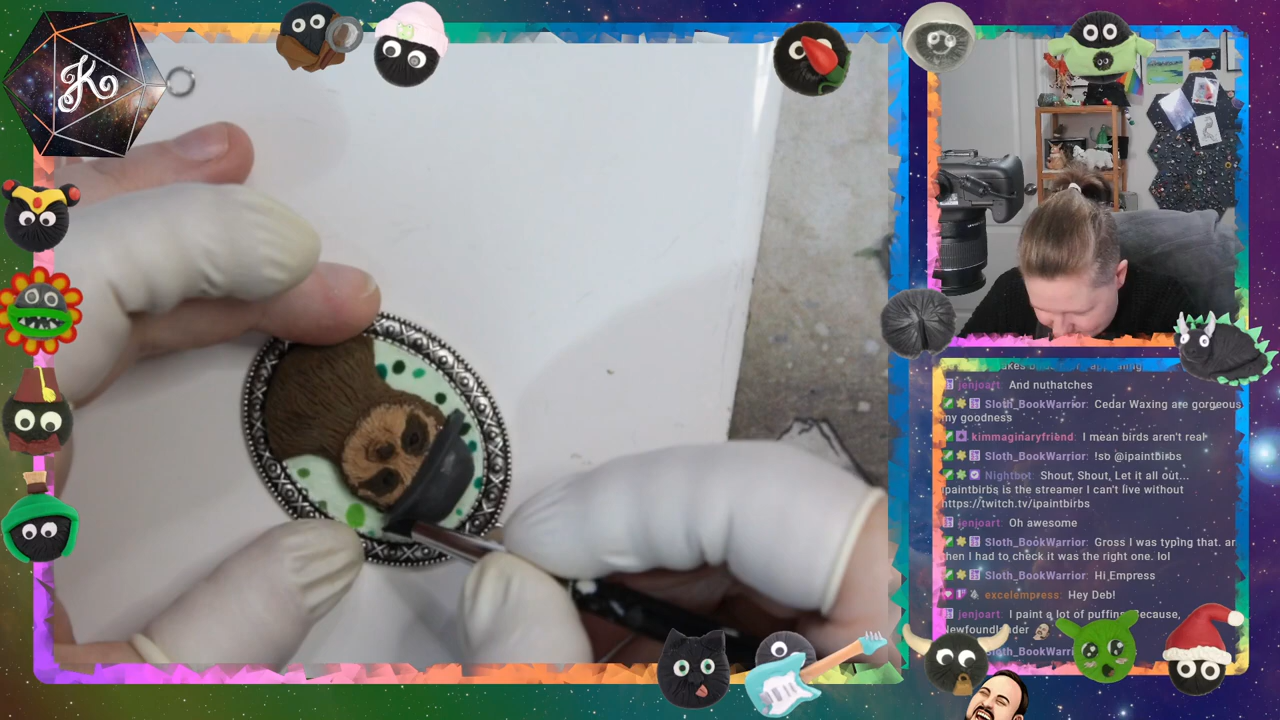 K
jenjoart: And nuthatches
Sloth_BookWarrior: Cedar Waxing are gorgeous
my goodness
kimmaginaryfriend: I mean birds aren't real
Sloth_BookWarrior: !so @ipaintbirbs
Nightbot: Shout, Shout, Let it all out...
ipaintbirbs is the streamer I can't live without
https://twitch.tv/ipaintbirbs
jenjoart: Oh awesome
Sloth_BookWarrior: Gross I was typing that. an
then I had to check it was the right one. lol
Sloth_BookWarrior: Hi Empress
excelempress: Hey Deb!
jenjoart: I paint a lot of puffins. Because,
Newfoundlander
Sloth_BookWarri